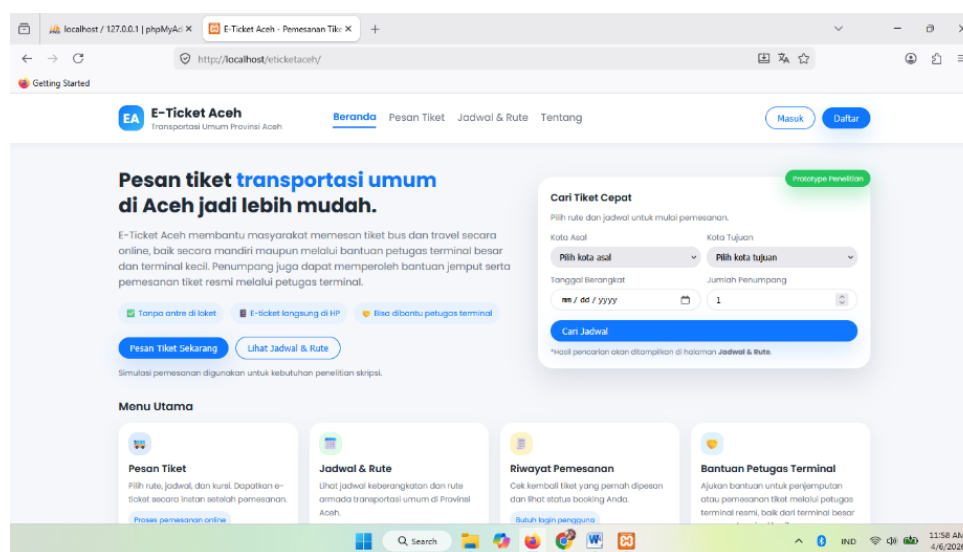 localhost / 127.0.0.1 | phpMyAd
E-Ticket Aceh - Pemesanan Tike
http://localhost/eticketaceh/
Getting Started
EA
E-Ticket Aceh
Transportasi Umum Provinsi Aceh
Beranda
Pesan Tiket
Jadwal & Rute
Tentang
Masuk
Daftar
Pesan tiket transportasi umum
di Aceh jadi lebih mudah.
E-Ticket Aceh membantu masyarakat memesan tiket bus dan travel secara
online, baik secara mandiri maupun melalui bantuan petugas terminal besar
dan terminal kecil. Penumpang juga dapat memperoleh bantuan jemput serta
pemesanan tiket resmi melalui petugas terminal.
Tanpa antre di loket
E-ticket langsung di HP
Bisa dibantu petugas terminal
Pesan Tiket Sekarang
Lihat Jadwal & Rute
Simulasi pemesanan digunakan untuk kebutuhan penelitian skripsi.
Prototype Penelitian
Cari Tiket Cepat
Pilih rute dan jadwal untuk mulai pemesanan.
Kota Asal
Kota Tujuan
Pilih kota asal
Pilih kota tujuan
Tanggal Berangkat
Jumlah Penumpang
mm / dd / yyyy
1
Cari Jadwal
*Hasil pencarian akan ditampilkan di halaman Jadwal & Rute.
Menu Utama
Pesan Tiket
Pilih rute, jadwal, dan kursi. Dapatkan e-
ticket secara instan setelah pemesanan.
Proses pemesanan online
Jadwal & Rute
Lihat jadwal keberangkatan dan rute
armada transportasi umum di Provinsi
Aceh.
Riwayat Pemesanan
Cek kembali tiket yang pernah dipesan
dan lihat status booking Anda.
Butuh login pengguna
Bantuan Petugas Terminal
Ajukan bantuan untuk penjemputan
atau pemesanan tiket melalui petugas
terminal resmi, baik dari terminal besar
Search
IND
11:58 AM
4/6/2026